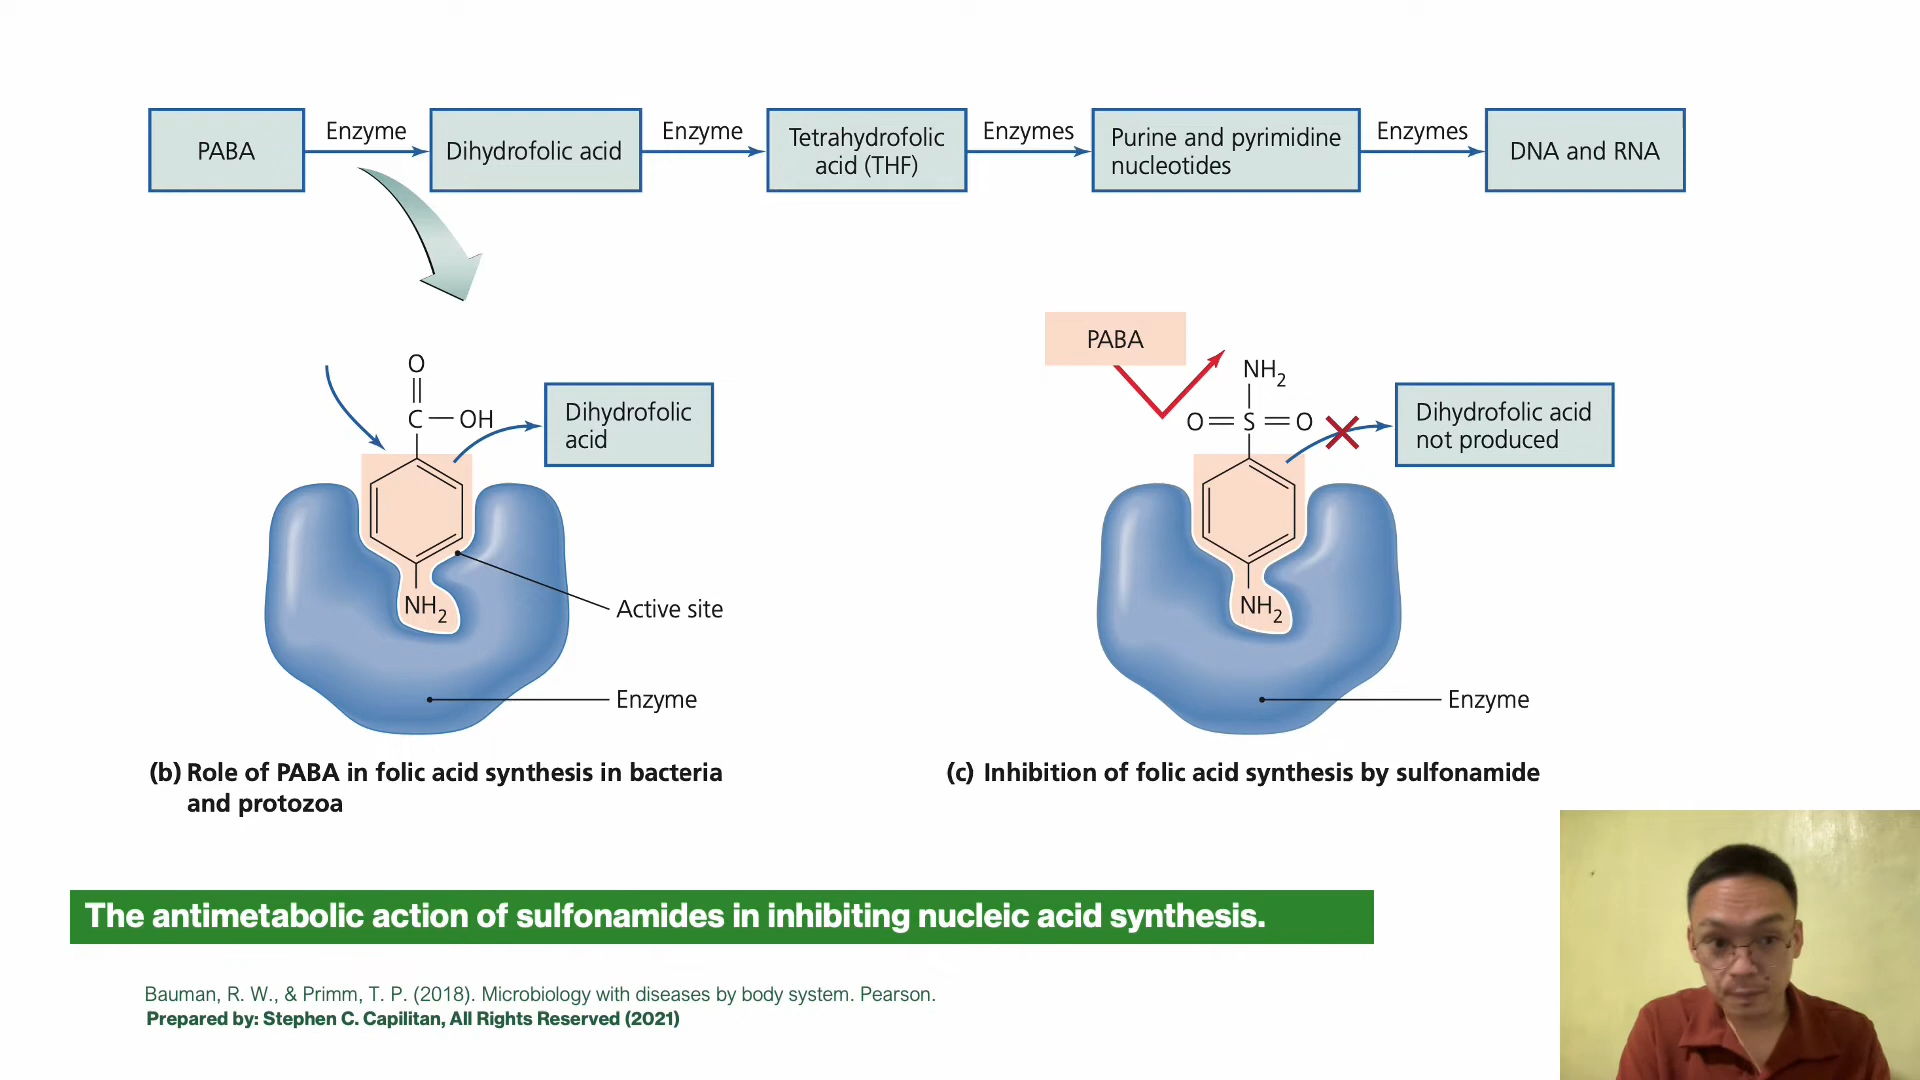 PABA
Enzyme
Dihydrofolic acid
Enzyme
Tetrahydrofolic
acid (THF)
Enzymes
Purine and pyrimidine
nucleotides
Enzymes
DNA and RNA
O
C OH
Dihydrofolic
acid
NH2
Active site
Enzyme
(b) Role of PABA in folic acid synthesis in bacteria
and protozoa
PABA
NH2
O=S=O
Dihydrofolic acid
not produced
NH2
Enzyme
(c) Inhibition of folic acid synthesis by sulfonamide
The antimetabolic action of sulfonamides in inhibiting nucleic acid synthesis.
Bauman, R. W., & Primm, T. P. (2018). Microbiology with diseases by body system. Pearson.
Prepared by: Stephen C. Capilitan, All Rights Reserved (2021)